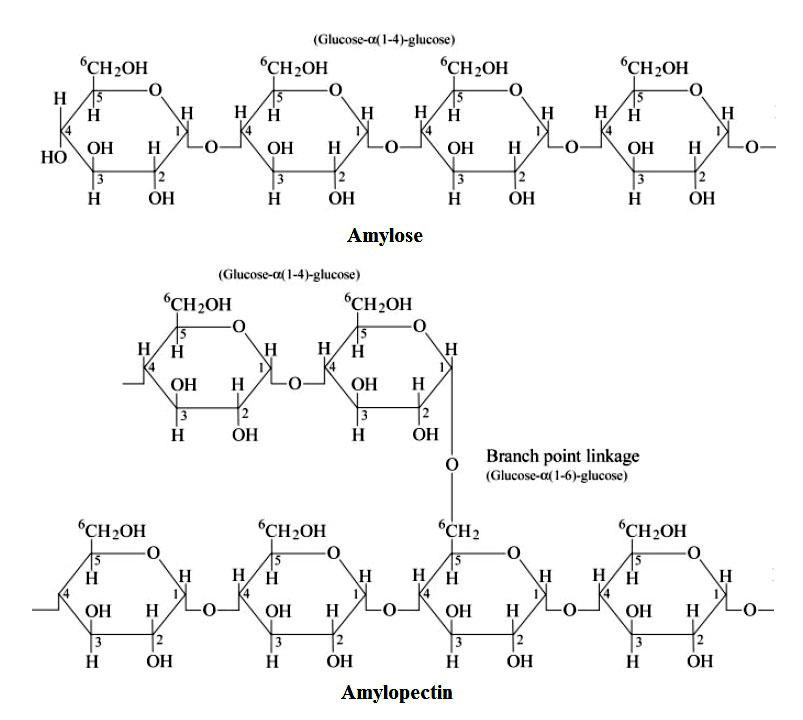 (Glucose-α(1-4)-glucose)
6CH2OH 6CH2OH 6CH2OH 6CH2OH
H 5 O 5 O 5 O 5 O
H H H H H H H H H H H
4 1 4 1 4 1 4 1
HO OH H O OH H O OH H O OH H O
3 2 3 2 3 2 3 2
H OH H OH H OH H OH
Amylose
(Glucose-α(1-4)-glucose)
6CH2OH 6CH2OH
5 O 5 O
H H H H H H
4 1 4 1
OH H O OH H
3 2 3 2
H OH H OH
O Branch point linkage
(Glucose-α(1-6)-glucose)
6CH2OH 6CH2OH 6CH2 6CH2OH
5 O 5 O 5 O 5 O
H H H H H H H H H H H
4 1 4 1 4 1 4 1
OH H O OH H O OH H O OH H O
3 2 3 2 3 2 3 2
H OH H OH H OH H OH
Amylopectin